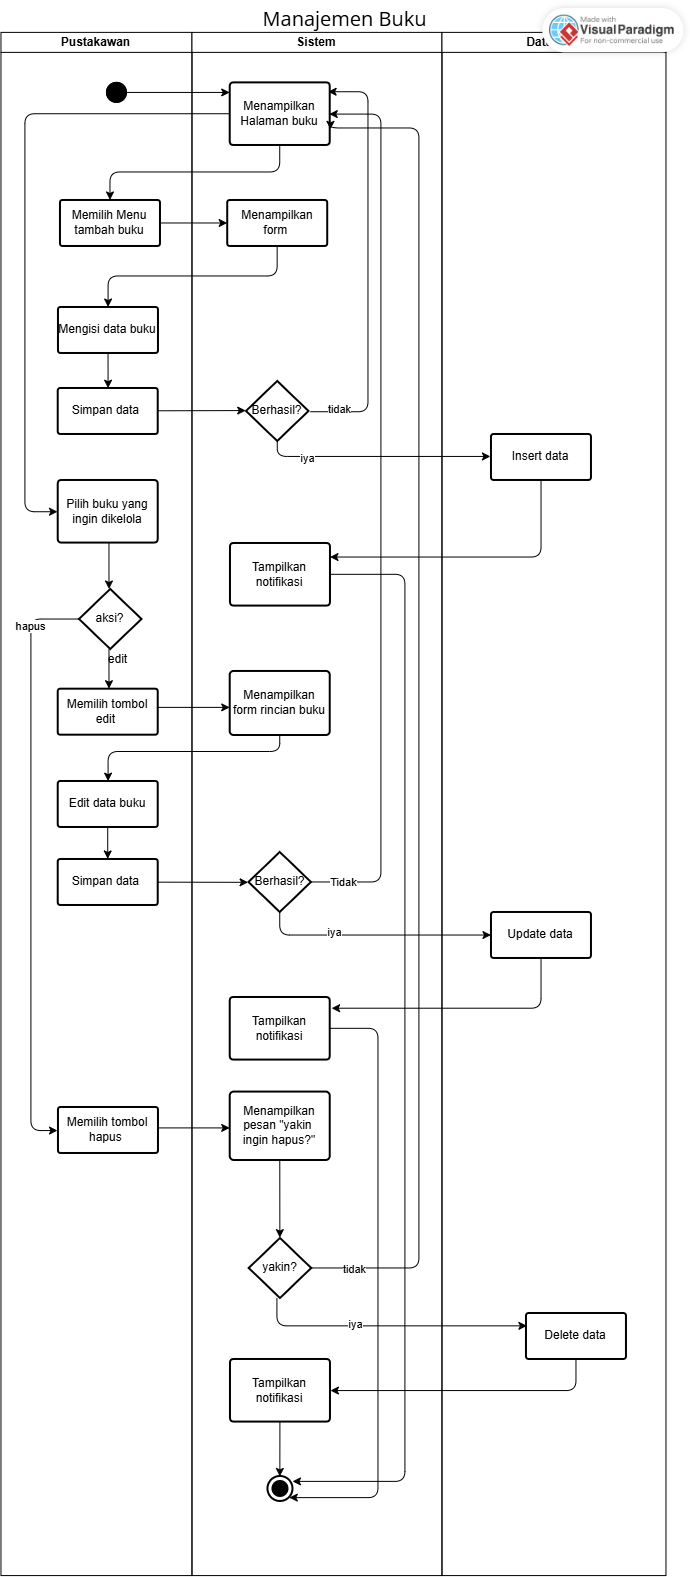 Manajemen Buku
Made with
Visual Paradigm
For non-commercial use
Pustakawan
Sistem
Menampilkan
Halaman buku
Memilih Menu
tambah buku
Menampilkan
form
Mengisi data buku
Simpan data
Berhasil?
tidak
iya
Insert data
Pilih buku yang
ingin dikelola
Tampilkan
notifikasi
aksi?
hapus
edit
Memilih tombol
edit
Menampilkan
form rincian buku
Edit data buku
Simpan data
Berhasil?
Tidak
iya
Update data
Tampilkan
notifikasi
Memilih tombol
hapus
Menampilkan
pesan "yakin
ingin hapus?"
yakin?
tidak
iya
Delete data
Tampilkan
notifikasi